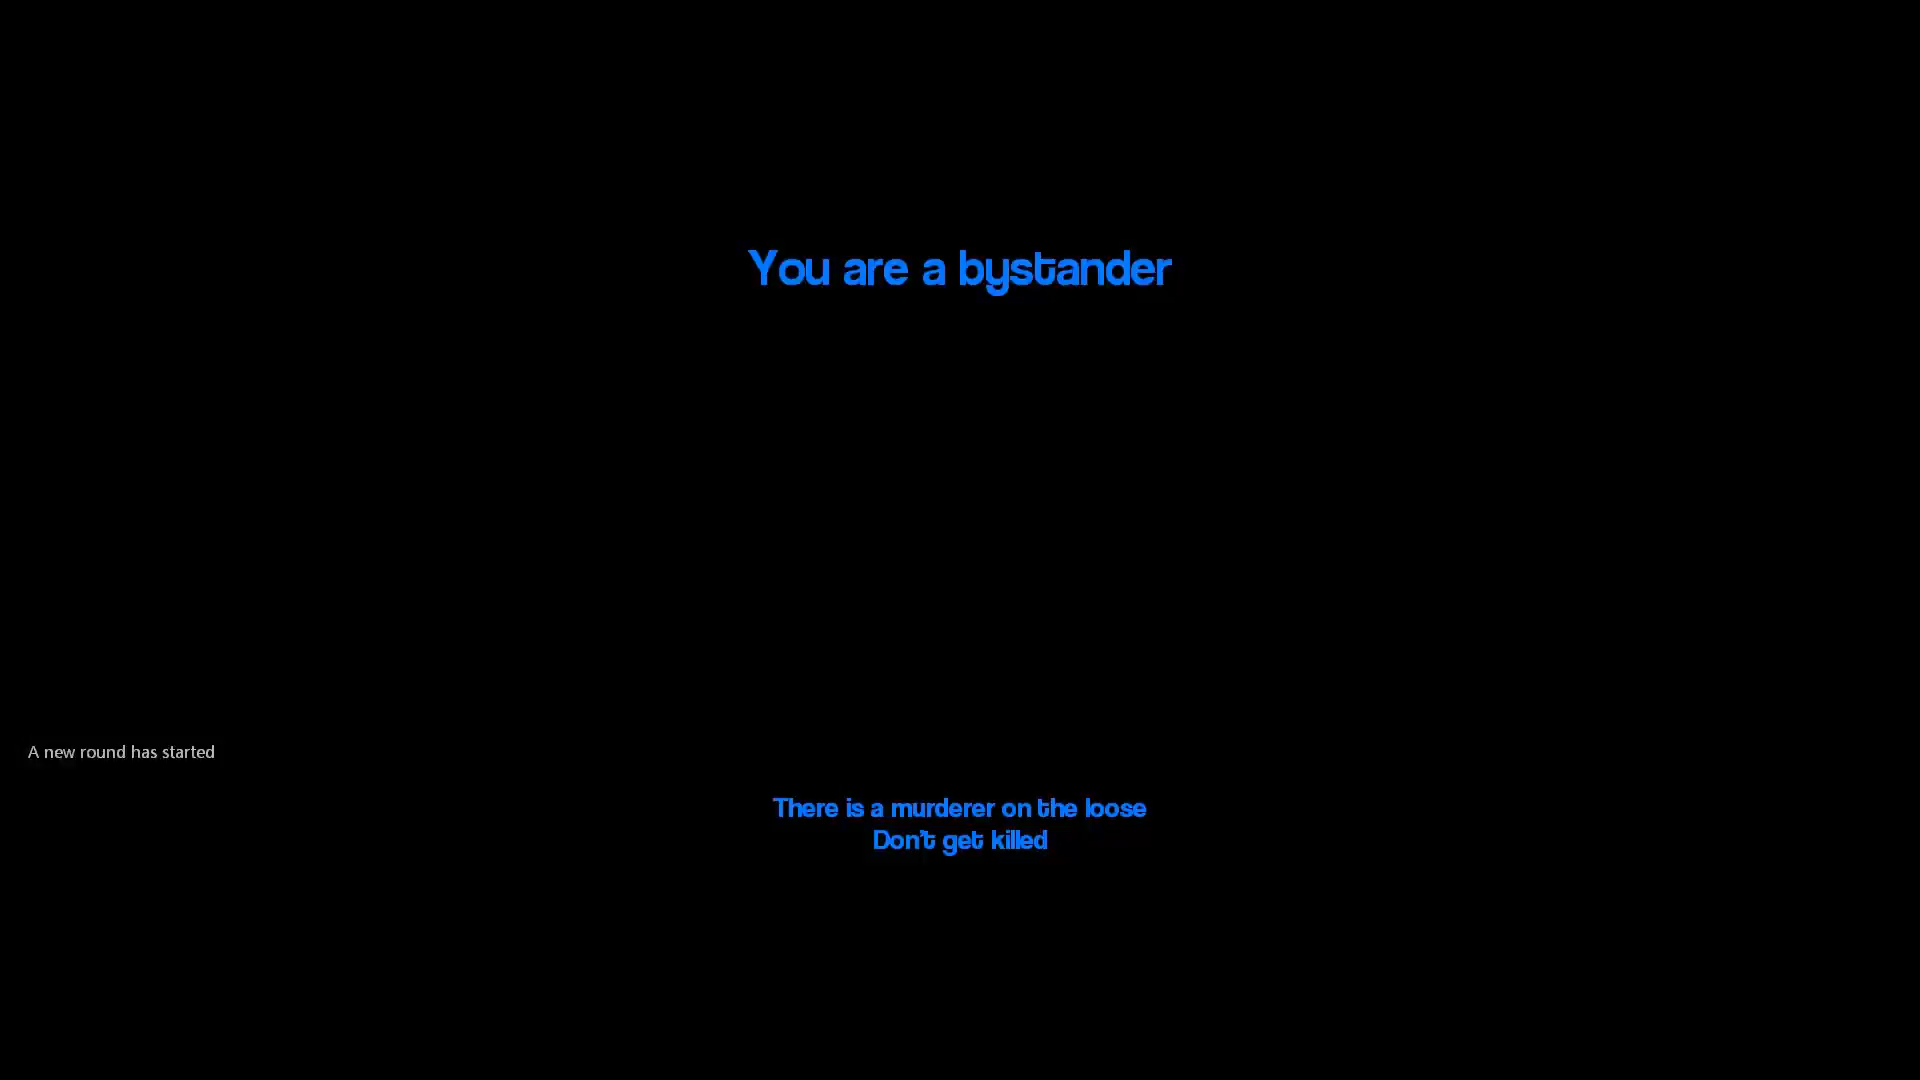 You are a bystander
A new round has started
There is a murderer on the loose
Don't get killed